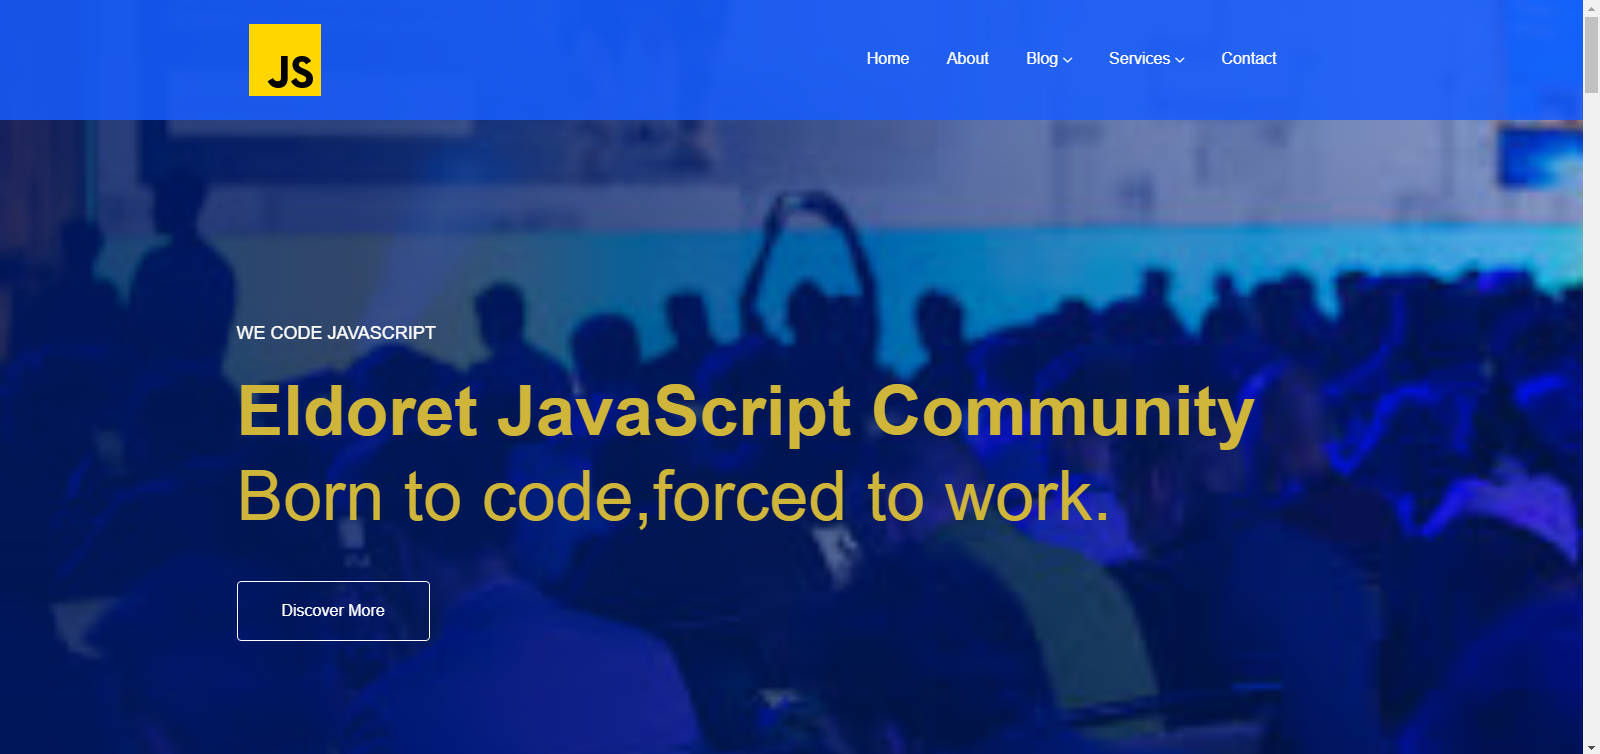 JS
Home About Blog Services Contact
WE CODE JAVASCRIPT
Eldoret JavaScript Community
Born to code,forced to work.
Discover More